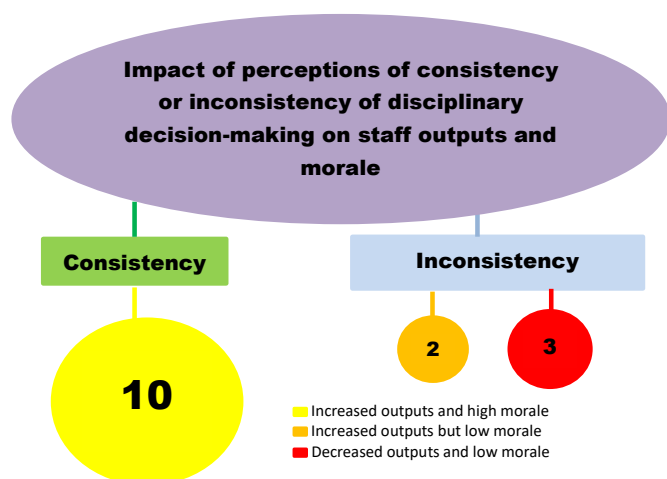 Impact of perceptions of consistency
or inconsistency of disciplinary
decision-making on staff outputs and
morale
Consistency
Inconsistency
10
2
3
Increased outputs and high morale
Increased outputs but low morale
Decreased outputs and low morale